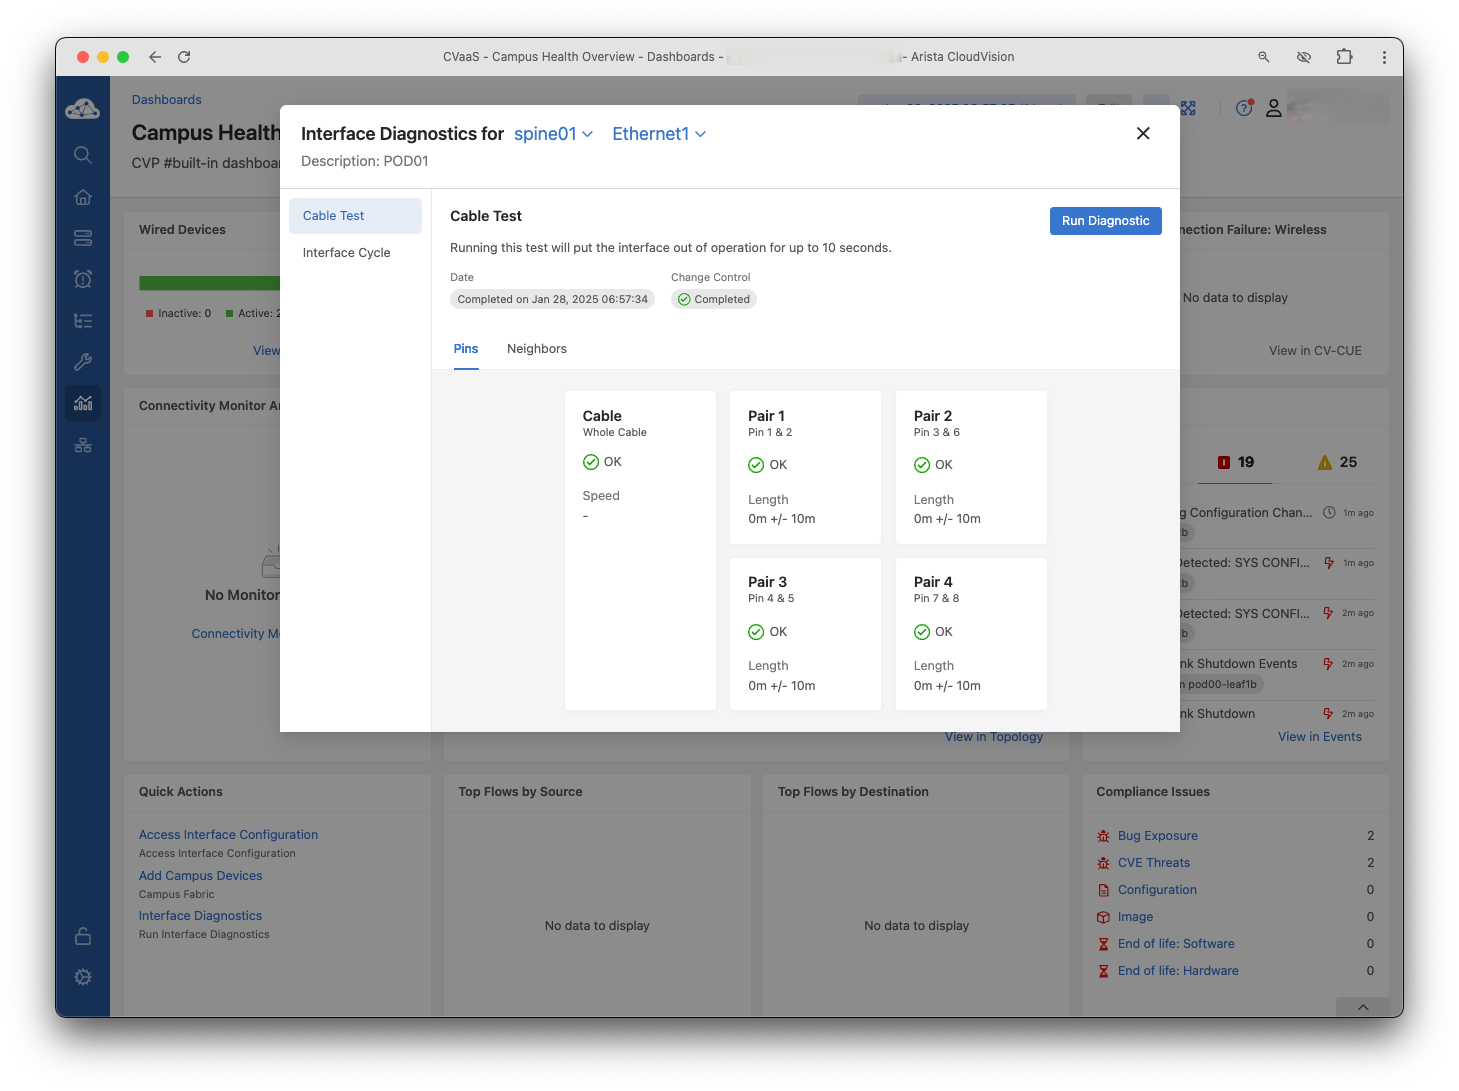 CVaaS - Campus Health Overview - Dashboards -
- Arista CloudVision
Dashboards
Campus Health
CVP #built-in
Interface Diagnostics for spine01 Ethernet1
Description: POD01
Cable Test
Interface Cycle
Cable Test
Run Diagnostic
Running this test will put the interface out of operation for up to 10 seconds.
Date
Change Control
Completed on Jan 28, 2025 06:57:34
Completed
Pins
Neighbors
Cable
Whole Cable
OK
Speed
-
Pair 1
Pin 1 & 2
OK
Length
0m +/- 10m
Pair 2
Pin 3 & 6
OK
Length
0m +/- 10m
Pair 3
Pin 4 & 5
OK
Length
0m +/- 10m
Pair 4
Pin 7 & 8
OK
Length
0m +/- 10m
Wired Devices
Inactive: 0
Active: 2
View
Failure: Wireless
No data to display
View in CV-CUE
Connectivity Monitor
No
Connectivity
19
25
Configuration Chan...
1m ago
Detected: SYS CONFI...
1m ago
Detected: SYS CONFI...
2m ago
Shutdown Events
2m ago
pod00-leaf1b
Shutdown
2m ago
View in Topology
View in Events
Quick Actions
Access Interface Configuration
Access Interface Configuration
Add Campus Devices
Campus Fabric
Interface Diagnostics
Run Interface Diagnostics
Top Flows by Source
No data to display
Top Flows by Destination
No data to display
Compliance Issues
Bug Exposure 2
CVE Threats 2
Configuration 0
Image 0
End of life: Software 0
End of life: Hardware 0